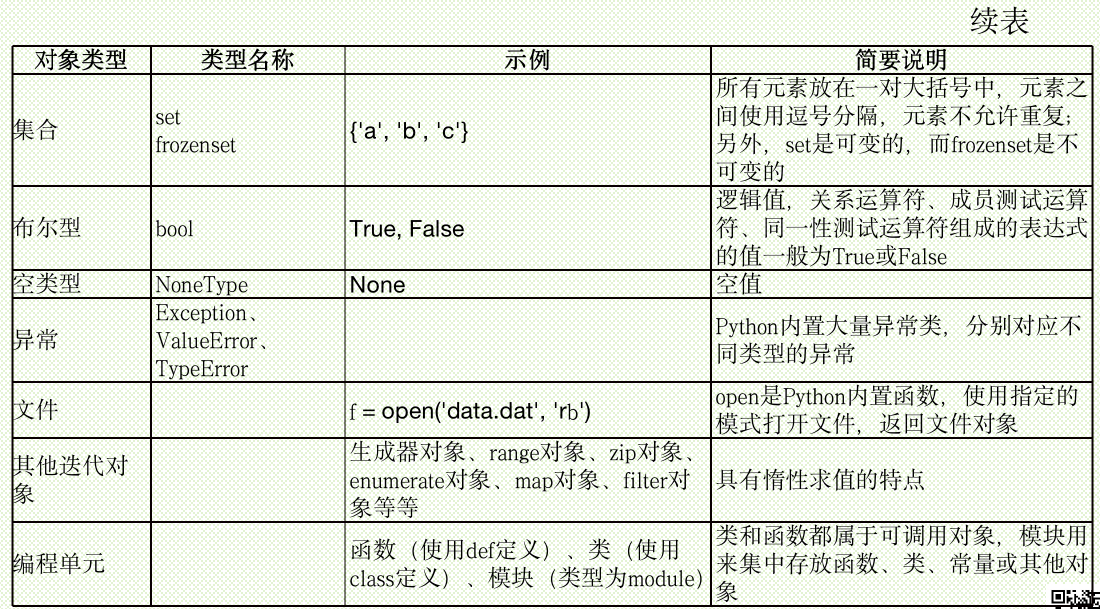 续表
对象类型 类型名称 示例 简要说明
集合
set
frozenset
{'a', 'b', 'c'}
所有元素放在一对大括号中，元素之
间使用逗号分隔，元素不允许重复；
另外，set是可变的，而frozenset是不
可变的
布尔型
bool
True, False
逻辑值，关系运算符、成员测试运算
符、同一性测试运算符组成的表达式
的值一般为True或False
空类型
NoneType
None
空值
异常
Exception、
ValueError、
TypeError
Python内置大量异常类，分别对应不
同类型的异常
文件
f = open('data.dat', 'rb')
open是Python内置函数，使用指定的
模式打开文件，返回文件对象
其他迭代对
象
生成器对象、range对象、zip对象、
enumerate对象、map对象、filter对
象等等
具有惰性求值的特点
编程单元
函数（使用def定义）、类（使用
class定义）、模块（类型为module）
类和函数都属于可调用对象，模块用
来集中存放函数、类、常量或其他对
象